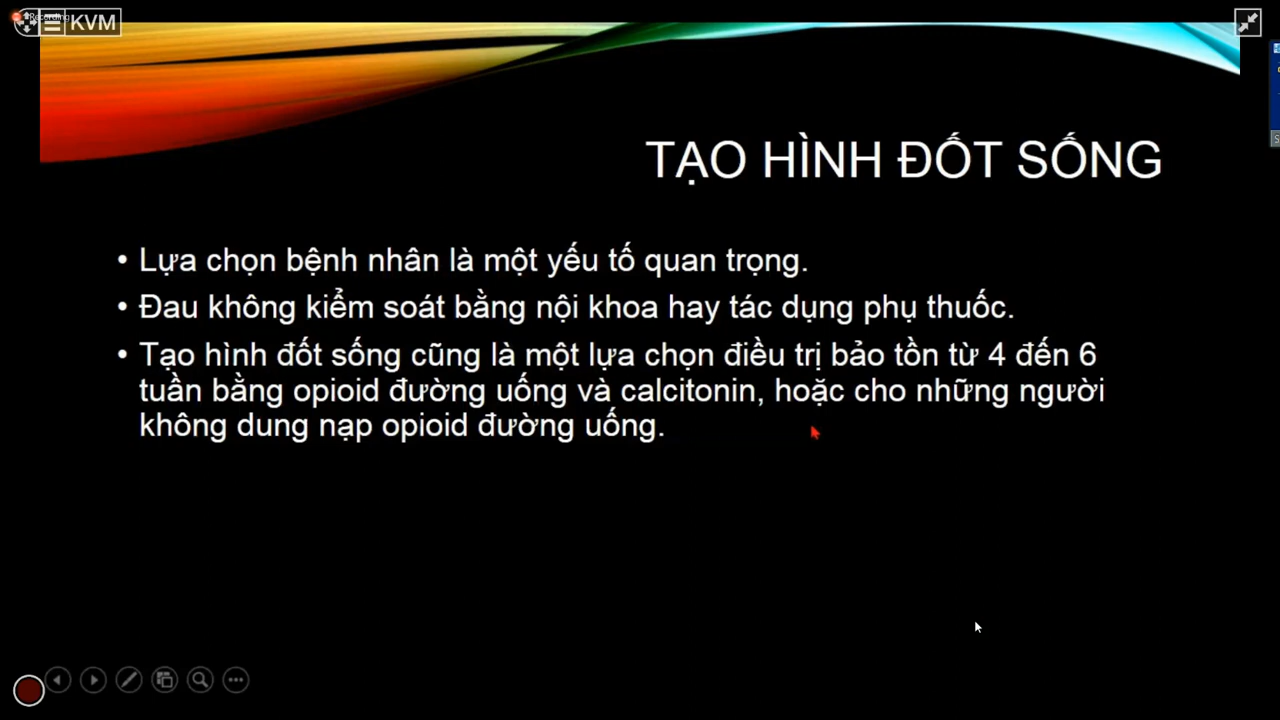 Recording
KVM
TẠO HÌNH ĐỐT SỐNG
• Lựa chọn bệnh nhân là một yếu tố quan trọng.
• Đau không kiểm soát bằng nội khoa hay tác dụng phụ thuốc.
• Tạo hình đốt sống cũng là một lựa chọn điều trị bảo tồn từ 4 đến 6
tuần bằng opioid đường uống và calcitonin, hoặc cho những người
không dung nạp opioid đường uống.